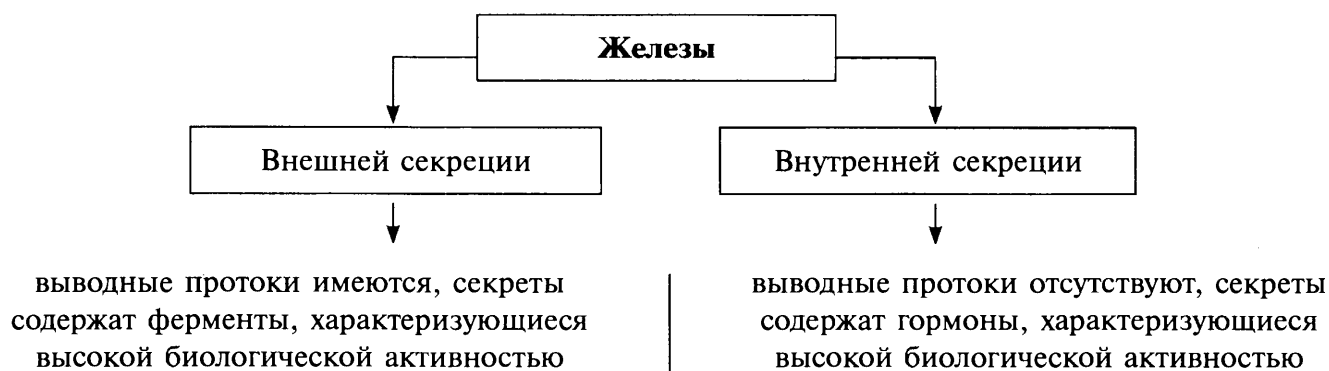 Железы
Внешней секреции
Внутренней секреции
выводные протоки имеются, секреты
содержат ферменты, характеризующиеся
высокой биологической активностью
выводные протоки отсутствуют, секреты
содержат гормоны, характеризующиеся
высокой биологической активностью